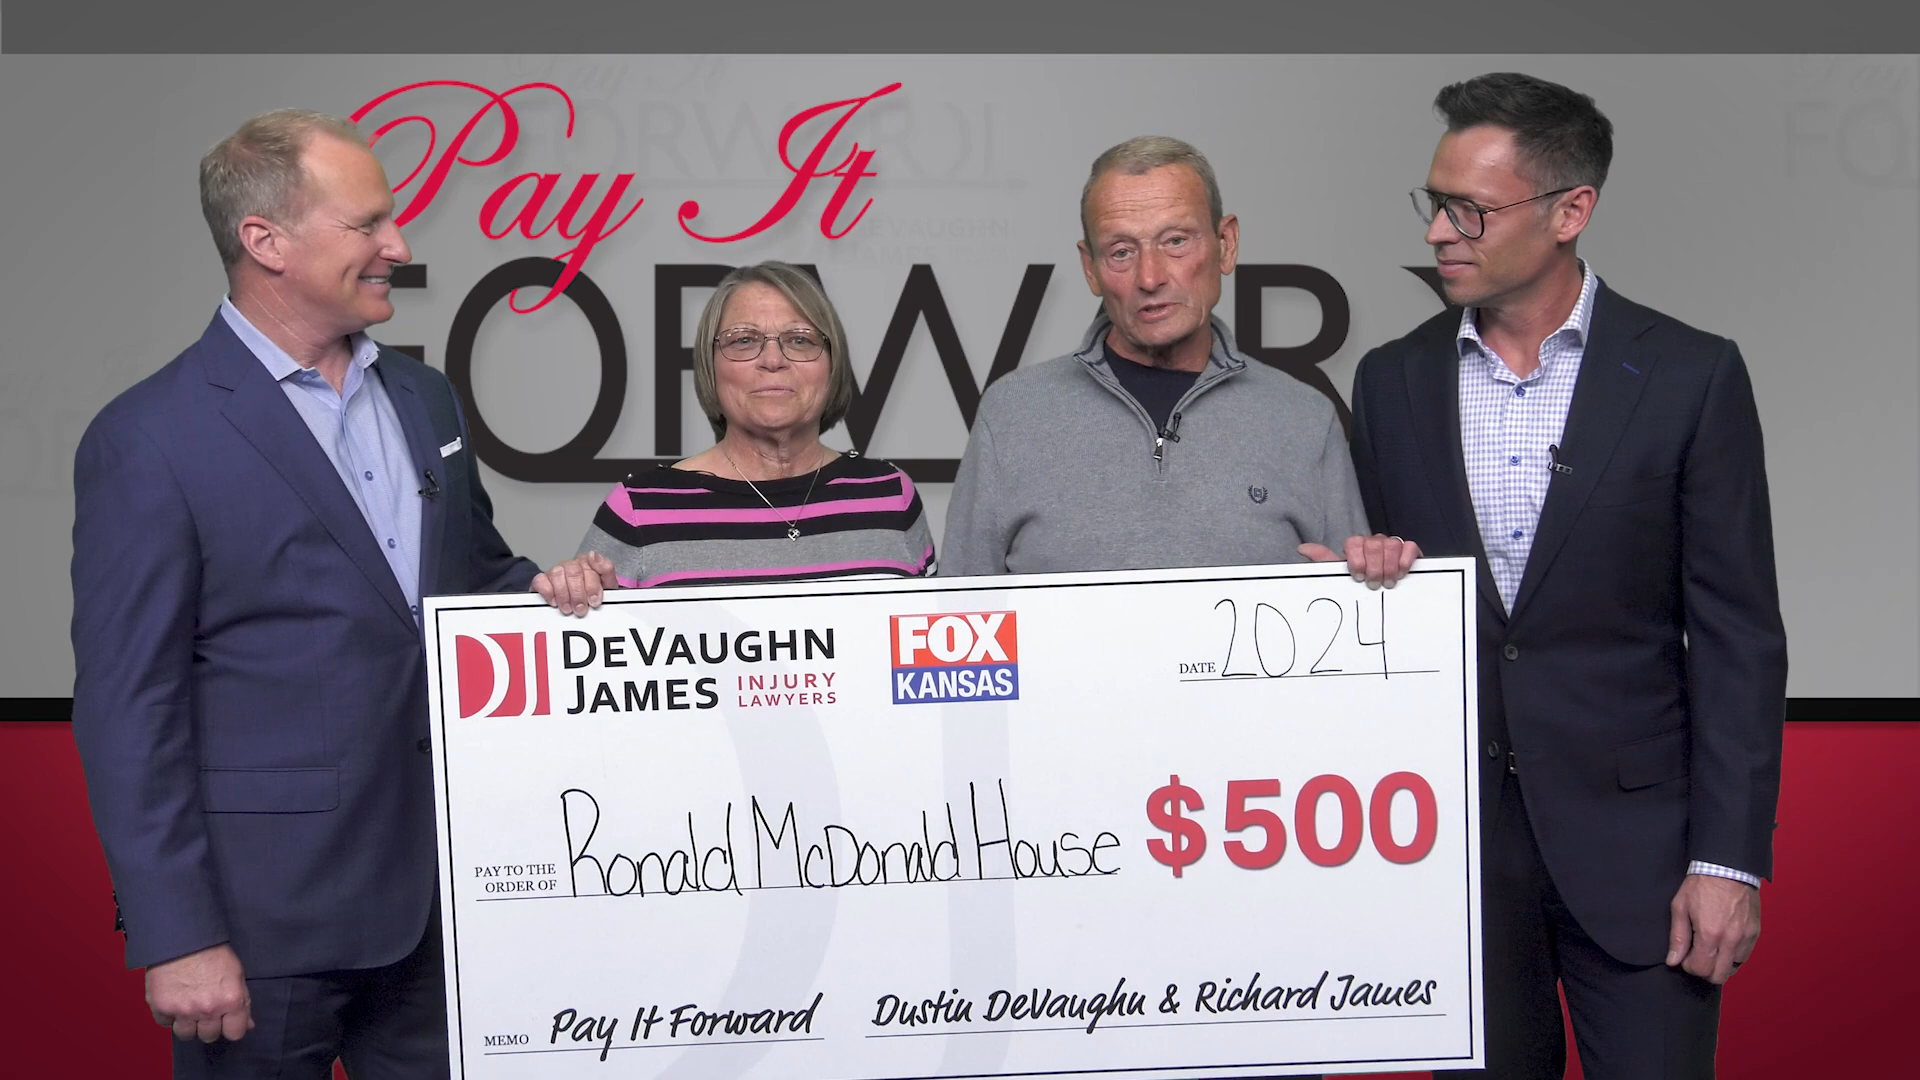 Pay It
FORWAR
DEVAUGHN
JAMES
INJURY
LAWYERS
FOX
KANSAS
DATE 2024
PAY TO THE
ORDER OF Ronald McDonald House $500
MEMO Pay It Forward
Dustin DeVaughn & Richard James